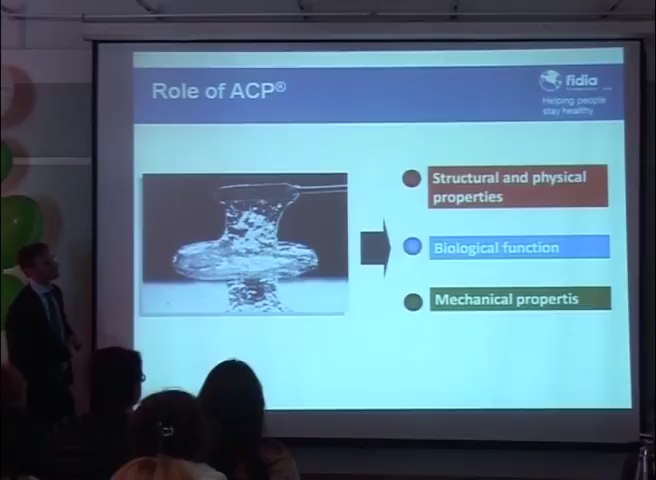 Role of ACP®
fidia
Helping people
stay healthy
Structural and physical
properties
Biological function
Mechanical propertis